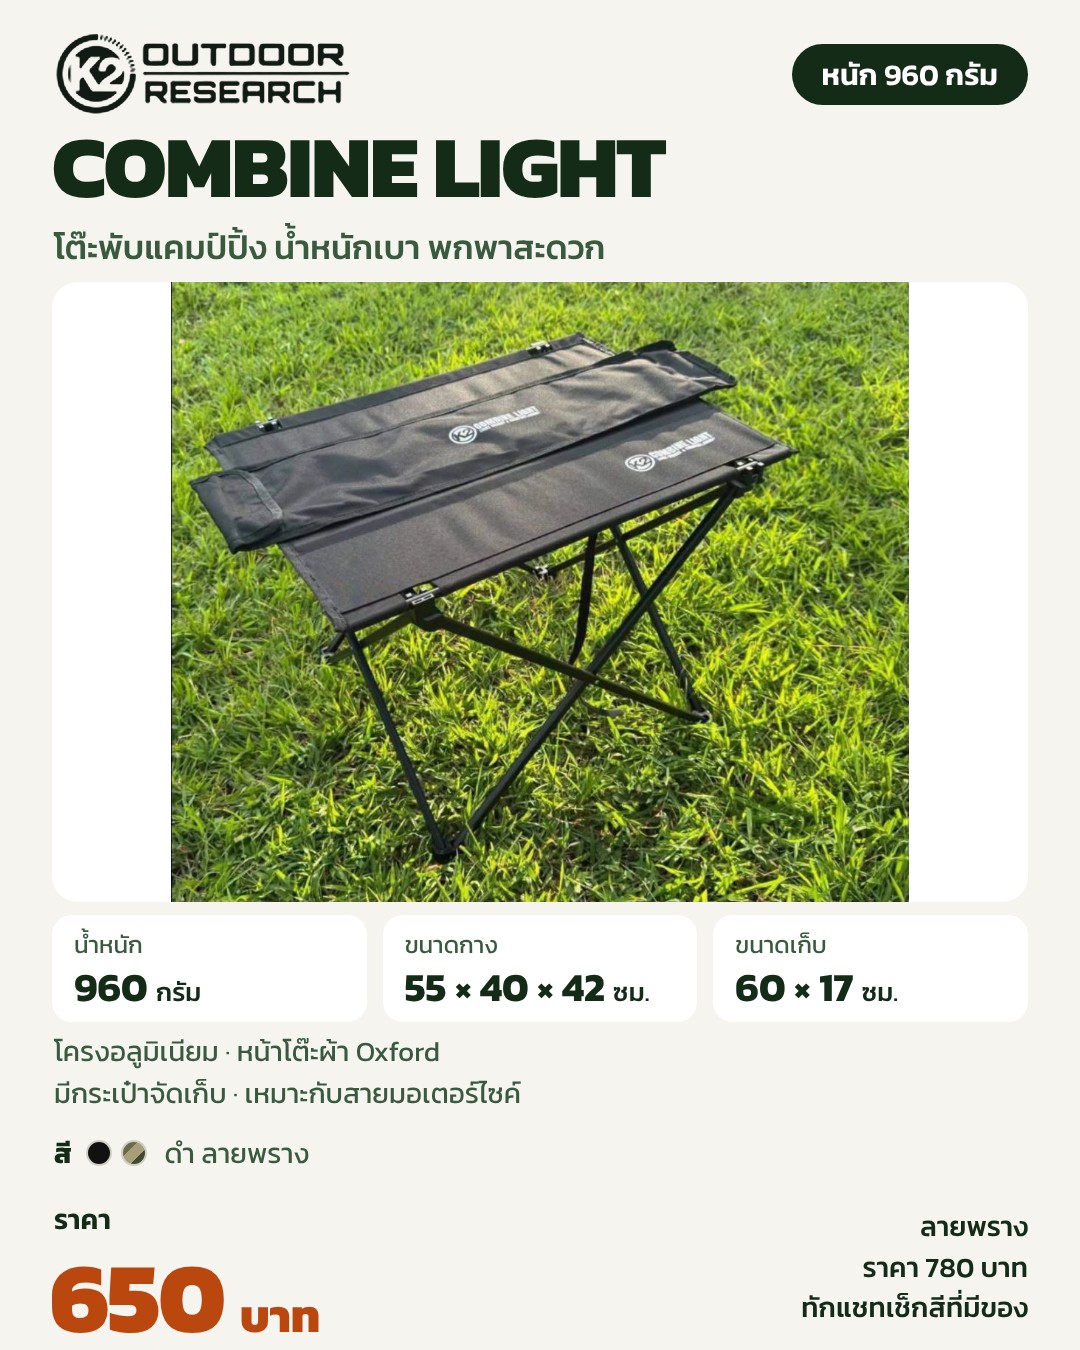 K2 OUTDOOR
RESEARCH
หนัก 960 กรัม
COMBINE LIGHT
โต๊ะพับแคมป์ปิ้ง น้ำหนักเบา พกพาสะดวก
K2 COMBINE LIGHT
K2 COMBINE LIGHT
น้ำหนัก
960 กรัม
ขนาดกาง
55 × 40 × 42 ซม.
ขนาดเก็บ
60 × 17 ซม.
โครงอลูมิเนียม · หน้าโต๊ะผ้า Oxford
มีกระเป๋าจัดเก็บ · เหมาะกับสายมอเตอร์ไซค์
สี ดำ ลายพราง
ราคา
650 บาท
ลายพราง
ราคา 780 บาท
ทักแชทเช็กสีที่มีของ